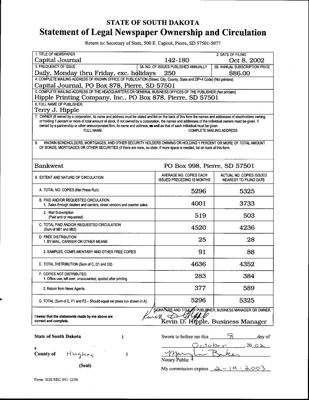 STATE OF SOUTH DAKOTA
Statement of Legal Newspaper Ownership and Circulation
Return to: Secretary of State, 500 E. Capitol, Pierre, SD 57501-5077
1. TITLE OF NEWSPAPER
Capital Journal 142-180
2. DATE OF FILING
Oct 8, 2002
3. FREQUENCY OF ISSUE
Daily, Monday thru Friday, exc. holidays
3A. NO. OF ISSUES PUBLISHED ANNUALLY
250
3B. ANNUAL SUBSCRIPTION PRICE
$86.00
4. COMPLETE MAILING ADDRESS OF KNOWN OFFICE OF PUBLICATION (Street, City, County, State and ZIP+4 Code) (Not printers)
Capital Journal, PO Box 878, Pierre, SD 57501
5. COMPLETE MAILING ADDRESS OF THE HEADQUARTERS OR GENERAL BUSINESS OFFICES OF THE PUBLISHER (Not printers)
Hipple Printing Company, Inc., PO Box 878, Pierre, SD 57501
6. FULL NAME OF PUBLISHER:
Terry J. Hipple
7. OWNER (If owned by a corporation, its name and address must be stated and list on the back of this form the names and addresses of stockholders owning
or holding 1 percent or more of total amount of stock. If not owned by a corporation, the names and addresses of the individual owners must be given. If
owned by a partnership or other unincorporated firm, its name and address, as well as that of each individual must be given.
FULL NAME COMPLETE MAILING ADDRESS
8. KNOWN BONDHOLDERS, MORTGAGES, AND OTHER SECURITY HOLDERS OWNING OR HOLDING 1 PERCENT OR MORE OF TOTAL AMOUNT
OF BONDS, MORTGAGES OR OTHER SECURITIES (If there are none, so state. If more space is needed, list on back of this form.
Bankwest PO Box 998, Pierre, SD 57501
9. EXTENT AND NATURE OF CIRCULATION
AVERAGE NO. COPIES EACH
ISSUED PRECEDING 12 MONTHS
ACTUAL NO. COPIES ISSUED
NEAREST TO FILING DATE
A. TOTAL NO. COPIES (Net Press Run) 5296 5325
B. PAID AND/OR REQUESTED CIRCULATION
1. Sales through dealers and carriers, street vendors and counter sales. 4001 3733
2. Mail Subscription
(Paid and or requested) 519 503
C. TOTAL PAID AND/OR REQUESTED CIRCULATION
(Sum of 9B1 and 9B2) 4520 4236
D. FREE DISTRIBUTION
1. BY MAIL, CARRIER OR OTHER MEANS 25 28
2. SAMPLES, COMPLIMENTARY AND OTHER FREE COPIES 91 88
E. TOTAL DISTRIBUTION (Sum of C, D1 and D2) 4636 4352
F. COPIES NOT DISTRIBUTED
1. Office use, left over, unaccounted, spoiled after printing 283 384
2. Return from News Agents 377 589
G. TOTAL (Sum of E, F1 and F2 - Should equal net press run shown in A) 5296 5325
I swear that the statements made by me above are
correct and complete.
SIGNATURE AND TITLE OF PUBLISHER, BUSINESS MANAGER OR OWNER
Kevin D. Hipple, Business Manager
State of South Dakota )
County of Hughes )
(Seal)
Sworn to before me this 8 day of
October 20 02
Marylin Baker
Notary Public
My commission expires 2-19-2003
Form: SOS REC 051 12/99